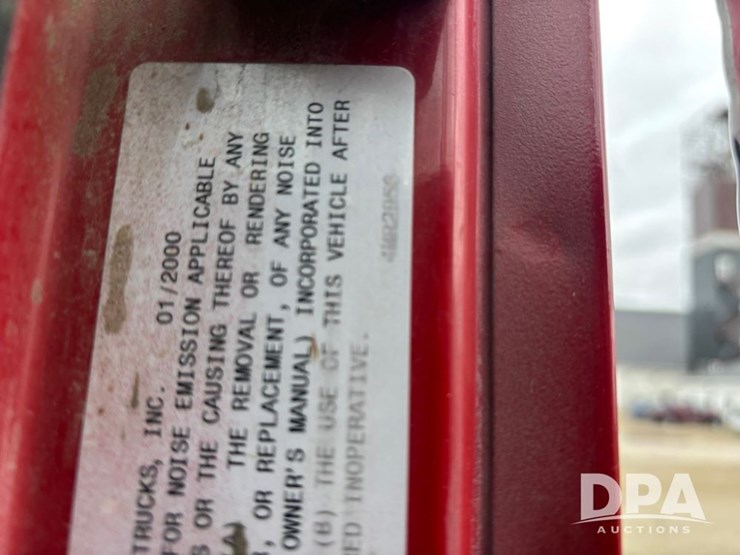 TRUCKS, INC. 01/2000
FOR NOISE EMISSION APPLICABLE
S OR THE CAUSING THEREOF BY ANY
(A) THE REMOVAL OR RENDERING
, OR REPLACEMENT, OF ANY NOISE
OWNER'S MANUAL) INCORPORATED INTO
(B) THE USE OF THIS VEHICLE AFTER
ED INOPERATIVE.
DPA
AUCTIONS